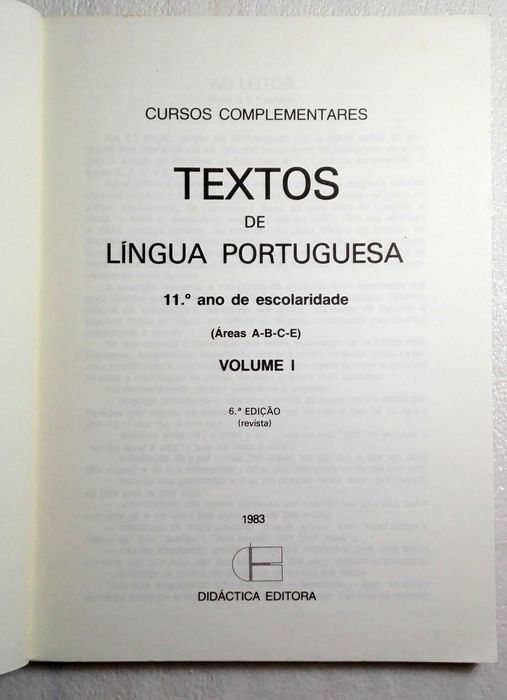 CURSOS COMPLEMENTARES
TEXTOS
DE
LÍNGUA PORTUGUESA
11.º ano de escolaridade
(Áreas A-B-C-E)
VOLUME I
6.ª EDIÇÃO
(revista)
1983
DIDÁCTICA EDITORA